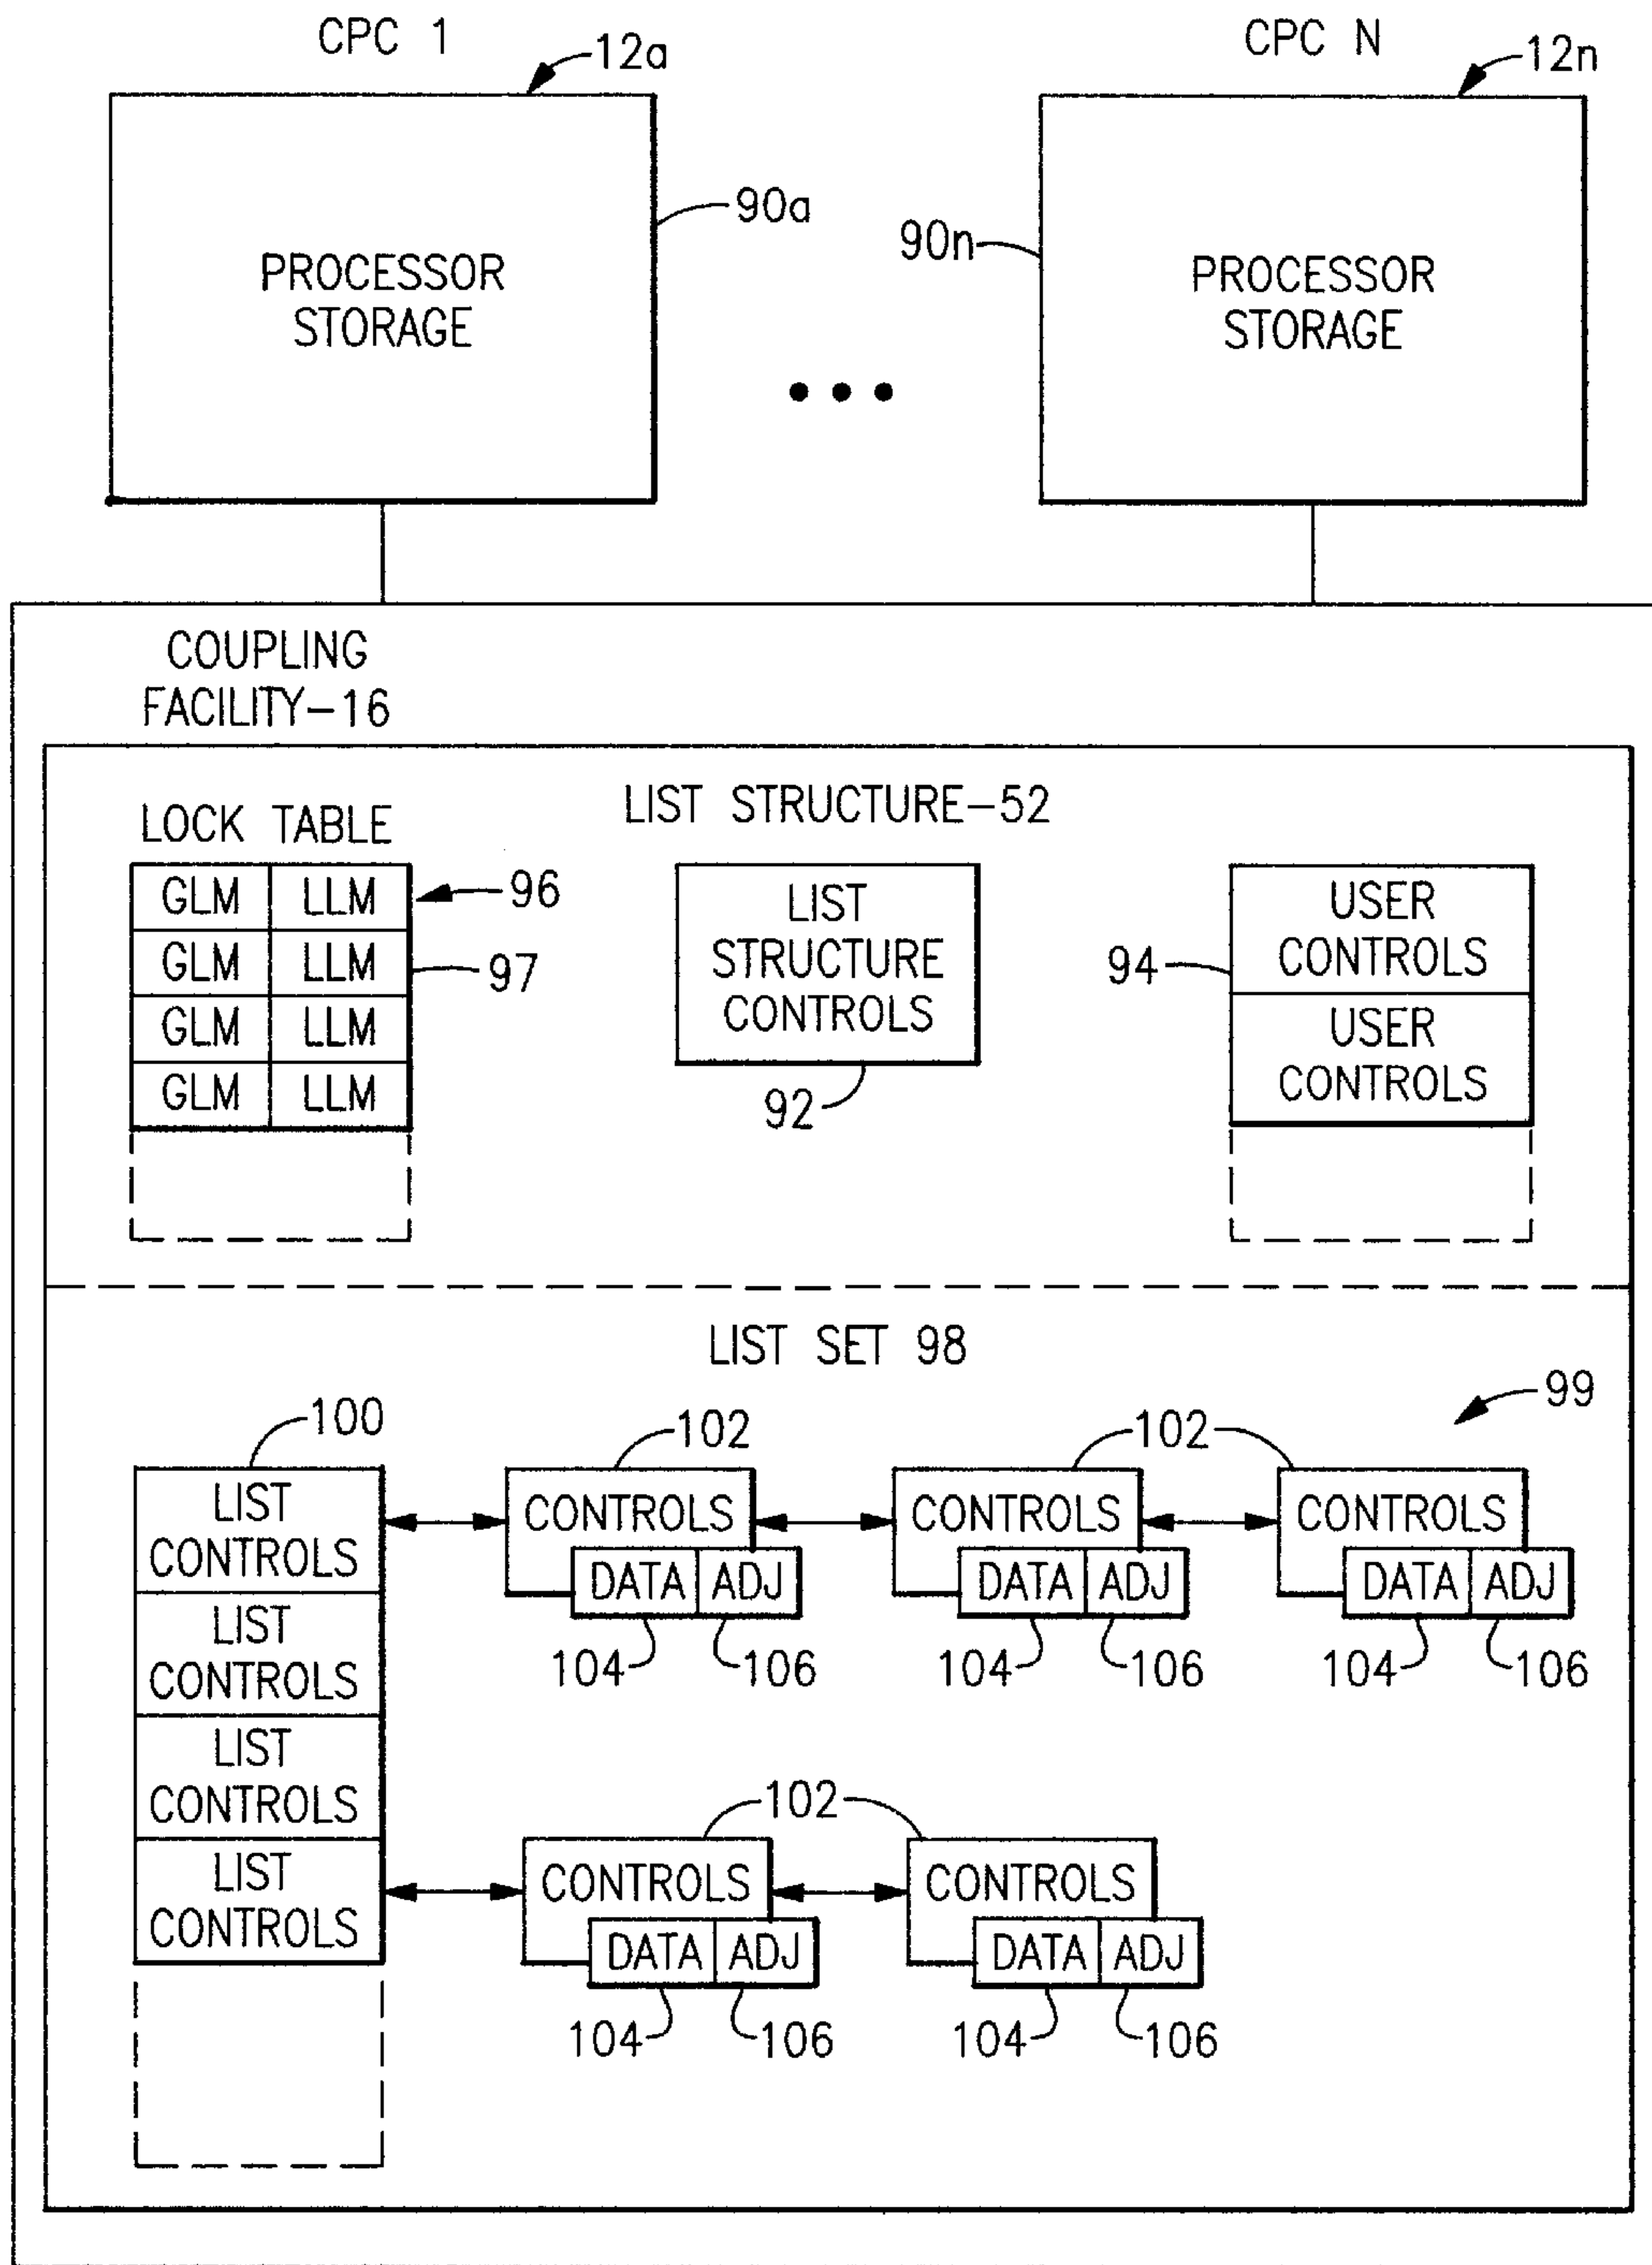 CPC 1
12a
CPC N
12n
90a
90n
PROCESSOR
STORAGE
PROCESSOR
STORAGE
COUPLING
FACILITY-16
LIST STRUCTURE-52
LOCK TABLE
GLM LLM
96
GLM LLM
97
GLM LLM
GLM LLM
LIST
STRUCTURE
CONTROLS
92
94
USER
CONTROLS
USER
CONTROLS
LIST SET 98
99
100
102
102
LIST
CONTROLS
CONTROLS
CONTROLS
CONTROLS
DATA ADJ
DATA ADJ
DATA ADJ
104 106
104 106
104 106
LIST
CONTROLS
LIST
CONTROLS
102
LIST
CONTROLS
CONTROLS
CONTROLS
DATA ADJ
DATA ADJ
104 106
104 106